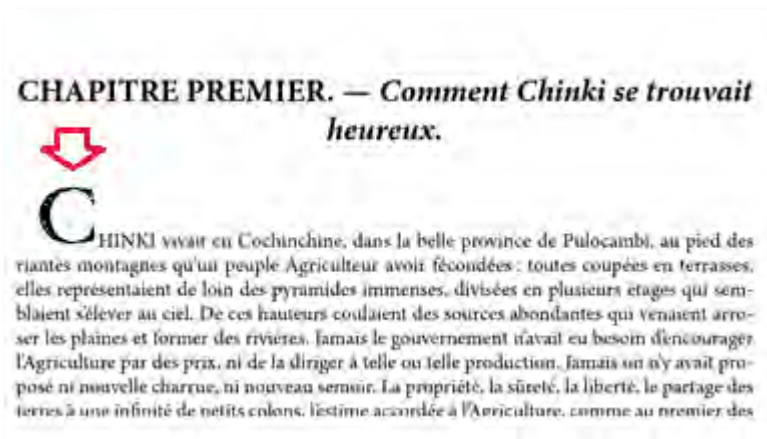 CHAPITRE PREMIER. — Comment Chinki se trouvait
heureux.
CHINKI vivait en Cochinchine, dans la belle province de Pulocambi, au pied des
riantes montagnes qu'un peuple Agriculteur avoit fécondées : toutes coupées en terrasses,
elles représentaient de loin des pyramides immenses, divisées en plusieurs étages qui sem-
blaient s'élever au ciel. De ces hauteurs coulaient des sources abondantes qui venaient arro-
ser les plaines et former des rivières. Jamais le gouvernement n'avait eu besoin d'encourager
l'Agriculture par des prix, ni de la diriger à telle ou telle production. Jamais on n'y avait pro-
posé ni nouvelle charrue, ni nouveau semoir. La propriété, la sûreté, la liberté, le partage des
terres à une infinité de petits colons, l'estime accordée à l'Agriculture, comme au premier des